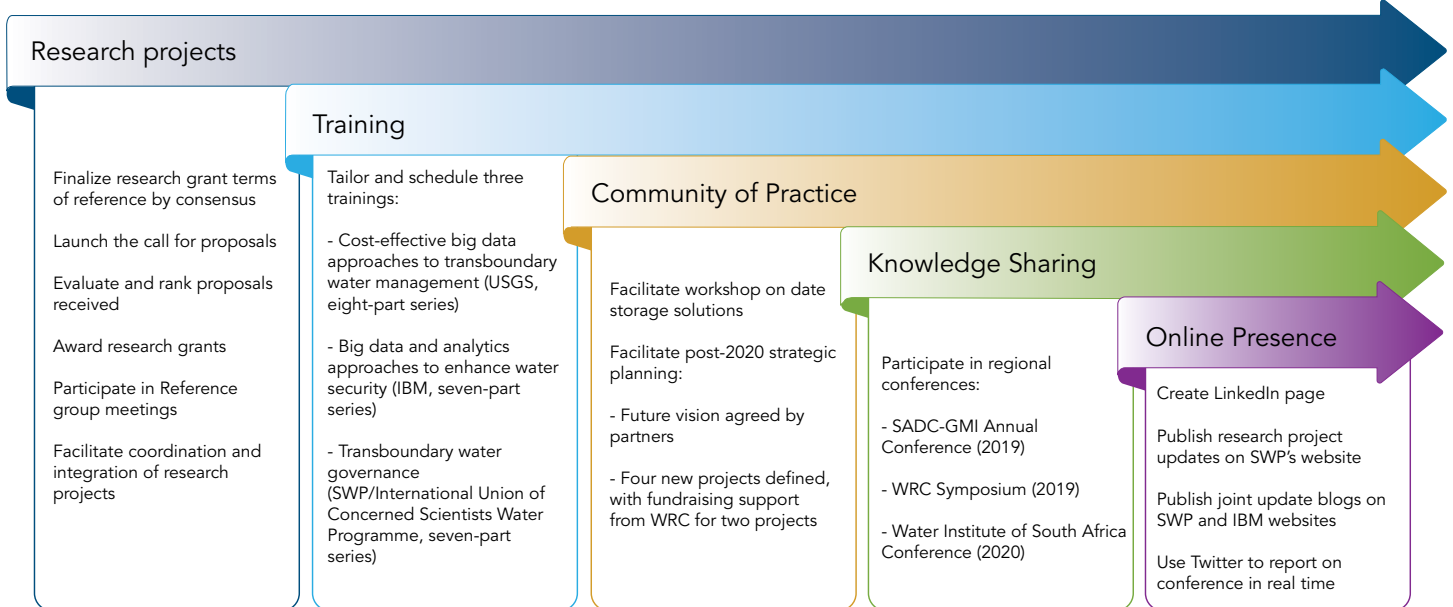 Research projects
Finalize research grant terms
of reference by consensus
Launch the call for proposals
Evaluate and rank proposals
received
Award research grants
Participate in Reference
group meetings
Facilitate coordination and
integration of research
projects
Training
Tailor and schedule three
trainings:
- Cost-effective big data
approaches to transboundary
water management (USGS,
eight-part series)
- Big data and analytics
approaches to enhance water
security (IBM, seven-part
series)
- Transboundary water
governance
(SWP/International Union of
Concerned Scientists Water
Programme, seven-part
series)
Community of Practice
Facilitate workshop on date
storage solutions
Facilitate post-2020 strategic
planning:
- Future vision agreed by
partners
- Four new projects defined,
with fundraising support
from WRC for two projects
Knowledge Sharing
Participate in regional
conferences:
- SADC-GMI Annual
Conference (2019)
- WRC Symposium (2019)
- Water Institute of South Africa
Conference (2020)
Online Presence
Create LinkedIn page
Publish research project
updates on SWP’s website
Publish joint update blogs on
SWP and IBM websites
Use Twitter to report on
conference in real time